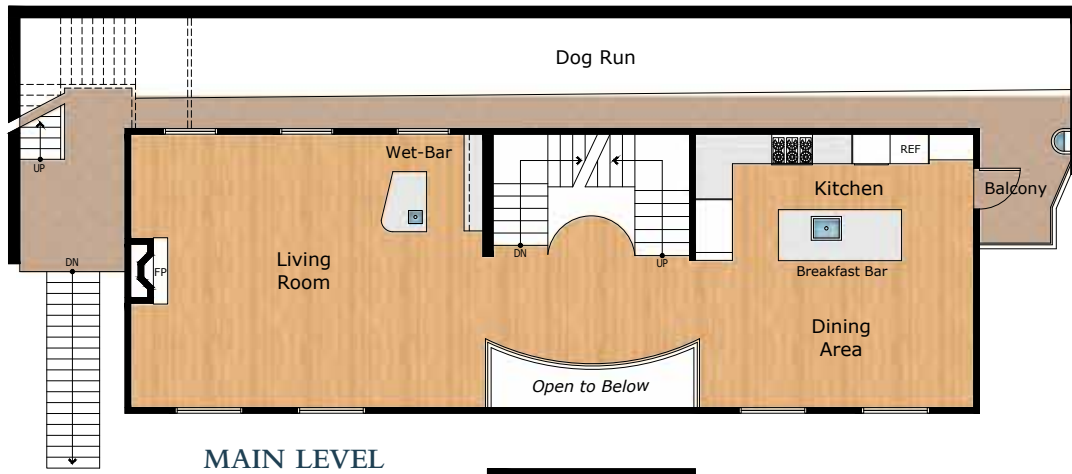 Dog Run
Wet-Bar
REF
UP
Kitchen
Balcony
DN
UP
DN
FP
Living
Room
Breakfast Bar
Dining
Area
Open to Below
MAIN LEVEL